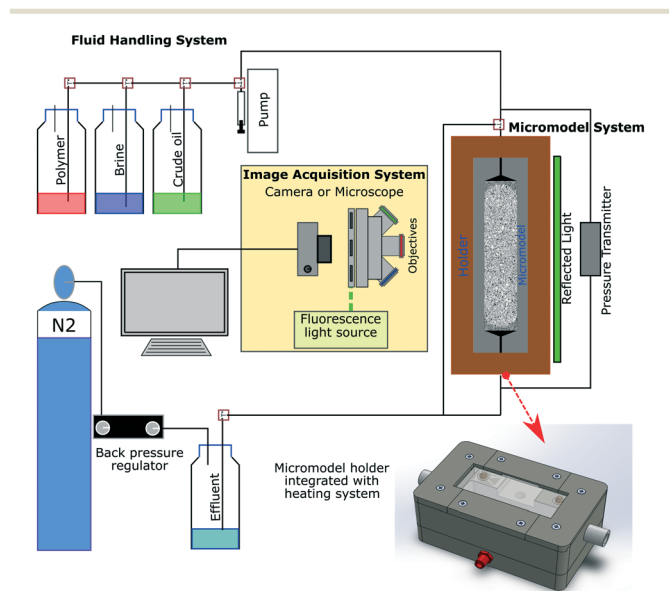 Fluid Handling System
Polymer
Brine
Crude oil
Pump
Micromodel System
Image Acquisition System
Camera or Microscope
Objectives
Fluorescence
light source
Holder
Micromodel
Reflected Light
Pressure Transmitter
N2
Back pressure
regulator
Effluent
Micromodel holder
integrated with
heating system